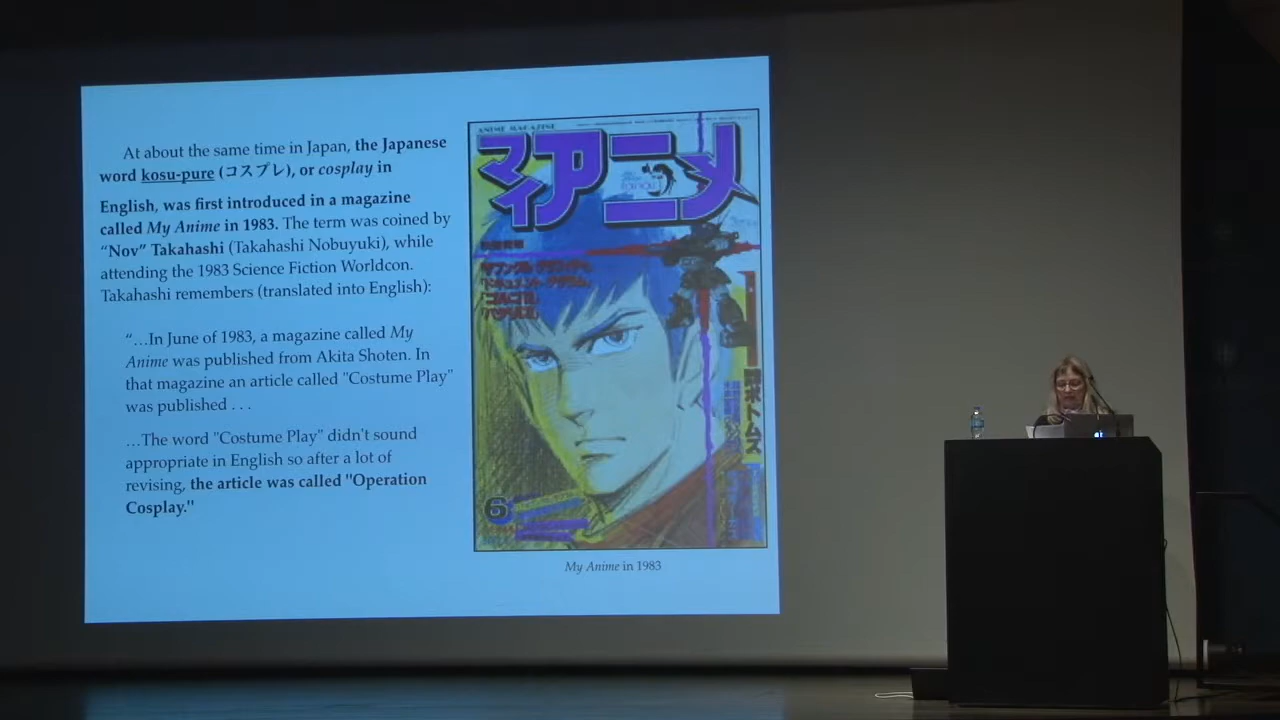 At about the same time in Japan, the Japanese
word kosu-pure (コスプレ), or cosplay in
English, was first introduced in a magazine
called My Anime in 1983. The term was coined by
“Nov” Takahashi (Takahashi Nobuyuki), while
attending the 1983 Science Fiction Worldcon.
Takahashi remembers (translated into English):
“…In June of 1983, a magazine called My
Anime was published from Akita Shoten. In
that magazine an article called "Costume Play"
was published . . .
…The word "Costume Play" didn't sound
appropriate in English so after a lot of
revising, the article was called "Operation
Cosplay."
ANIME MAGAZINE
マイアニメ
6
My Anime in 1983